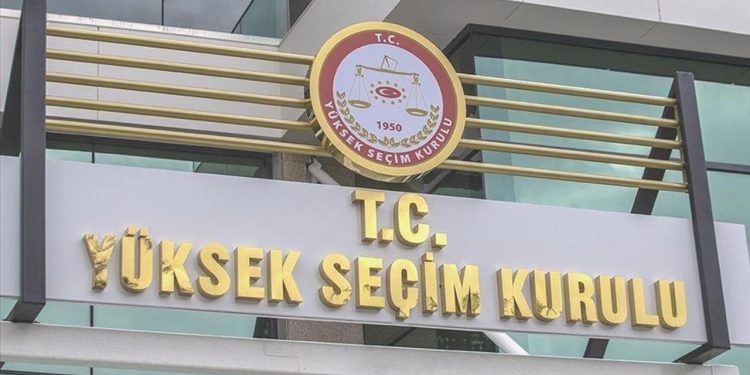 T.C.
1950
YÜKSEK SEÇİM KURULU
T.C.
YÜKSEK SEÇİM KURULU